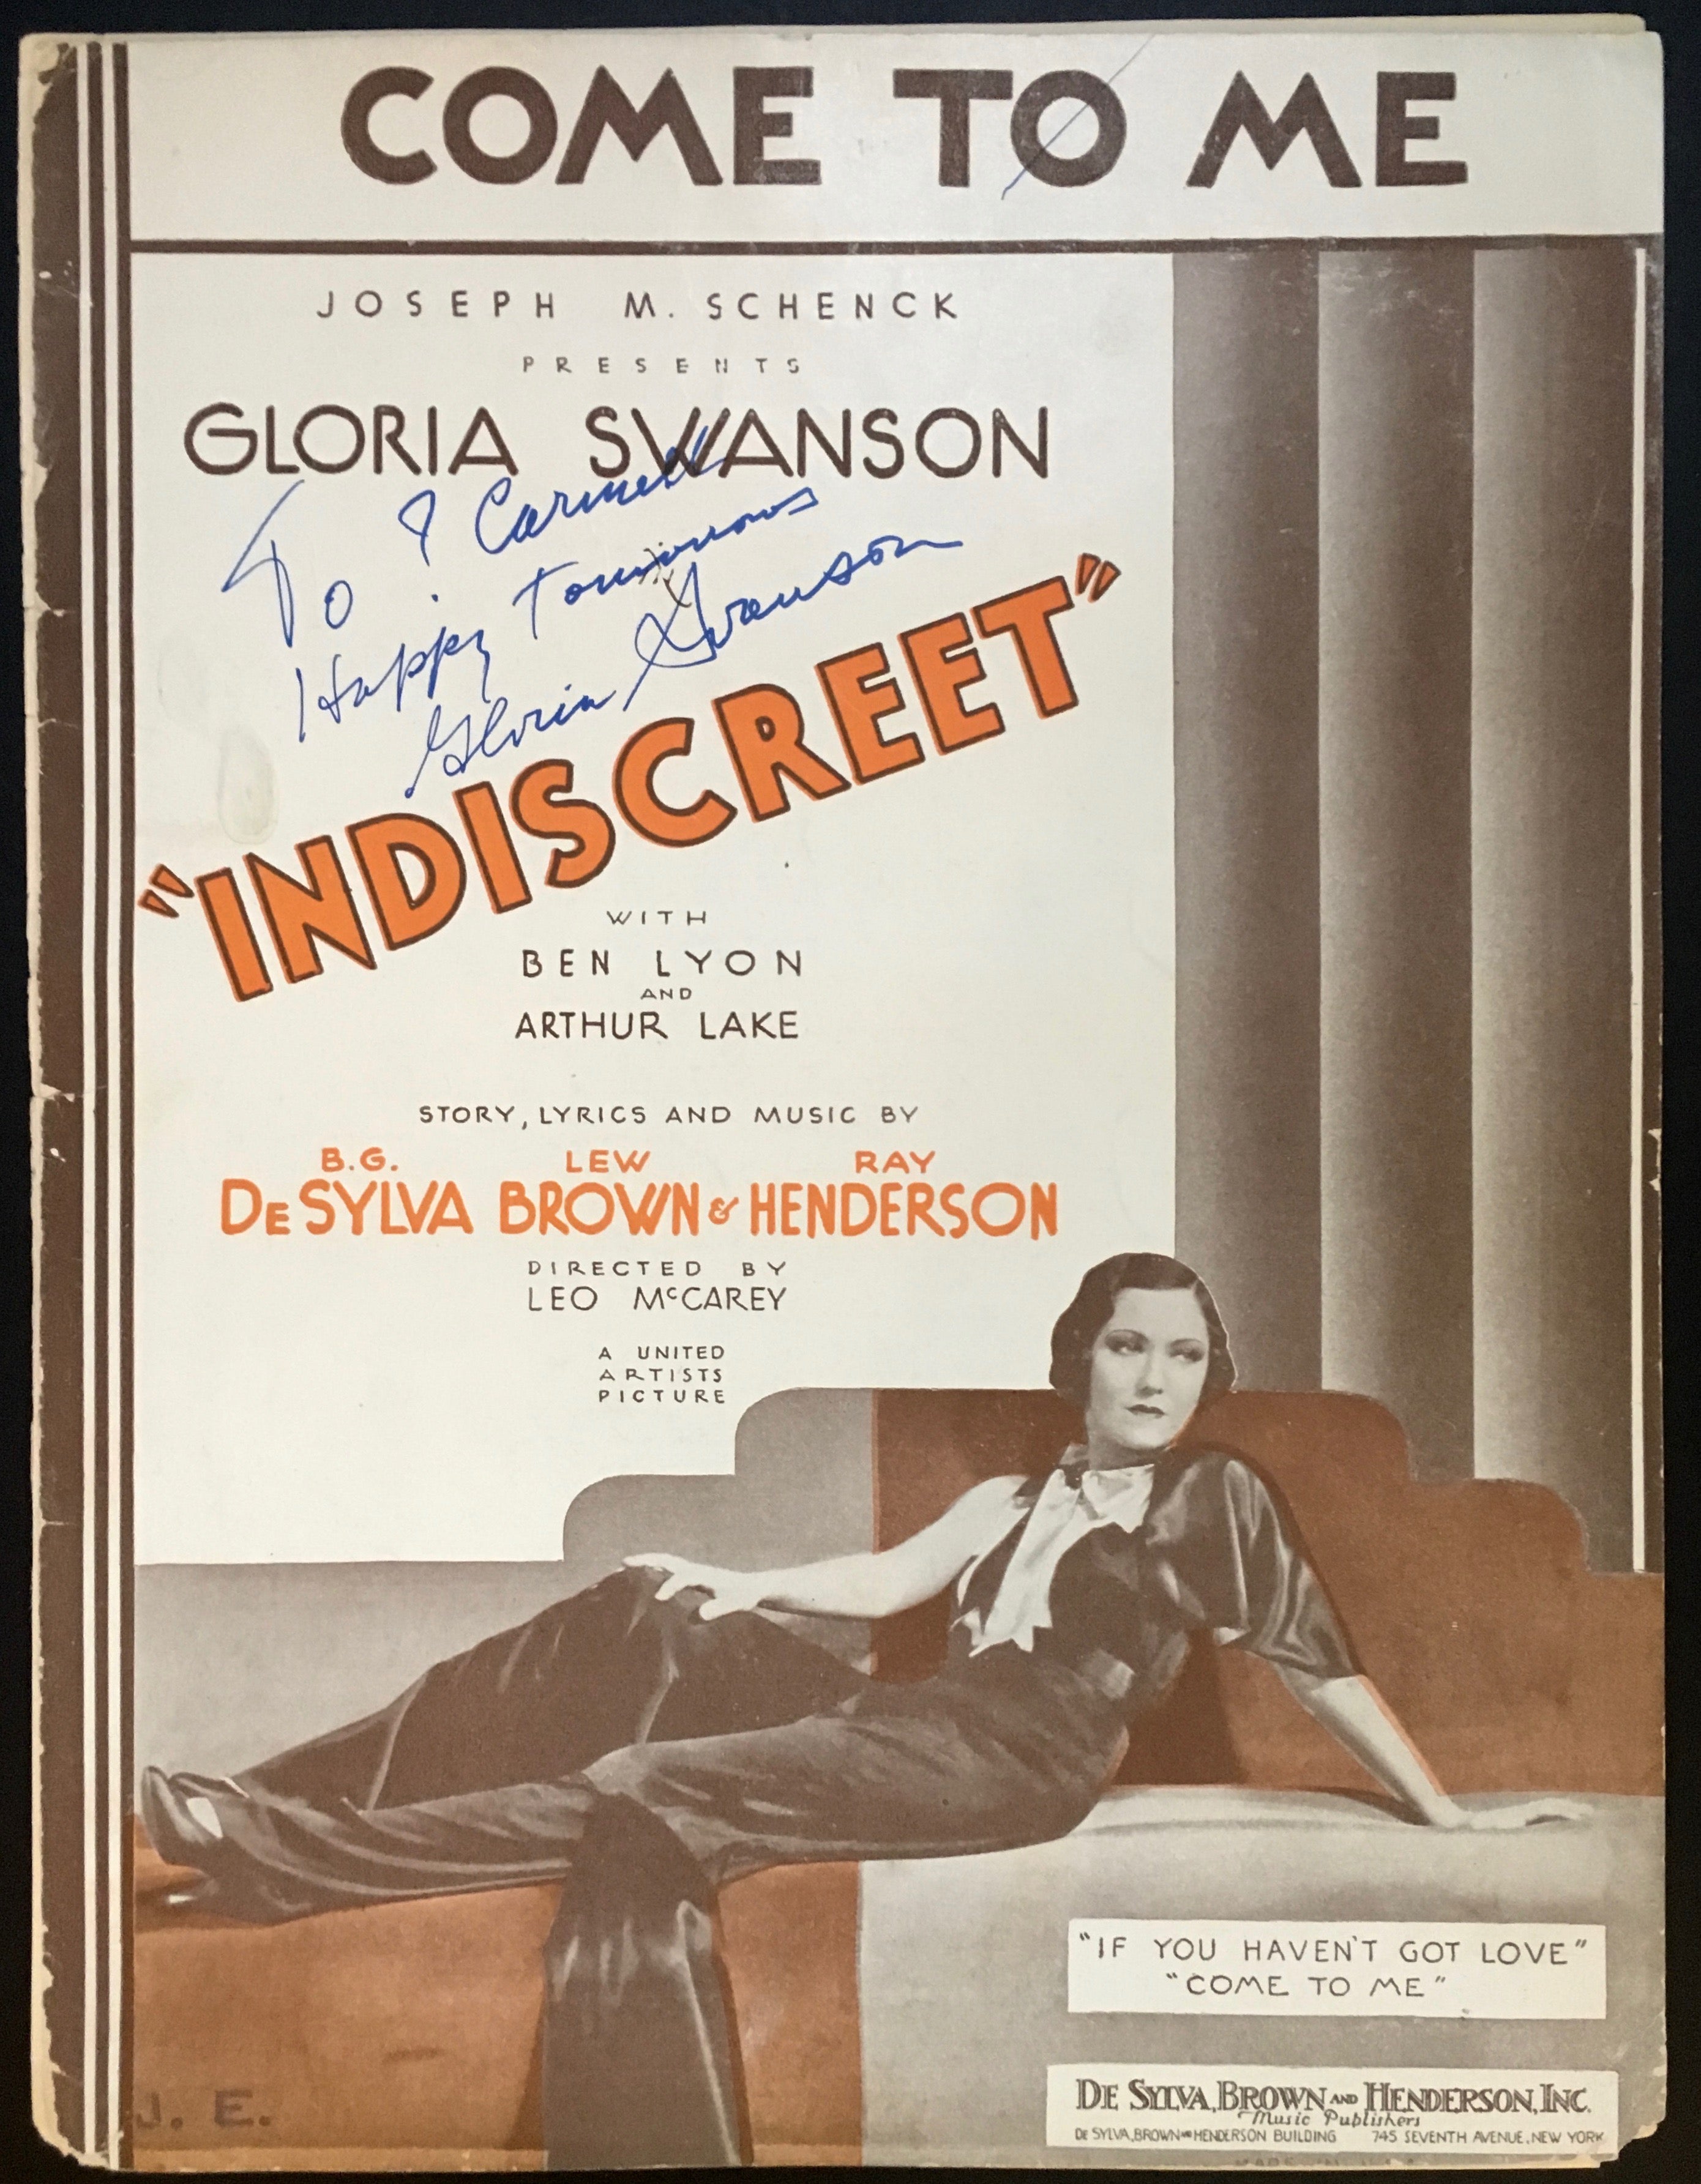 COME TO ME
JOSEPH M. SCHENCK
PRESENTS
GLORIA SWANSON
To ? Carmell
Happy Tomorrows
Gloria Swanson
"INDISCREET"
WITH
BEN LYON
AND
ARTHUR LAKE
STORY, LYRICS AND MUSIC BY
B.G. LEW RAY
DESYLVA BROWN & HENDERSON
DIRECTED BY
LEO McCAREY
A UNITED
ARTISTS
PICTURE
"IF YOU HAVEN'T GOT LOVE"
"COME TO ME"
DE SYLVA, BROWN AND HENDERSON, INC.
Music Publishers
DE SYLVA, BROWN AND HENDERSON BUILDING 745 SEVENTH AVENUE, NEW YORK
J. E.